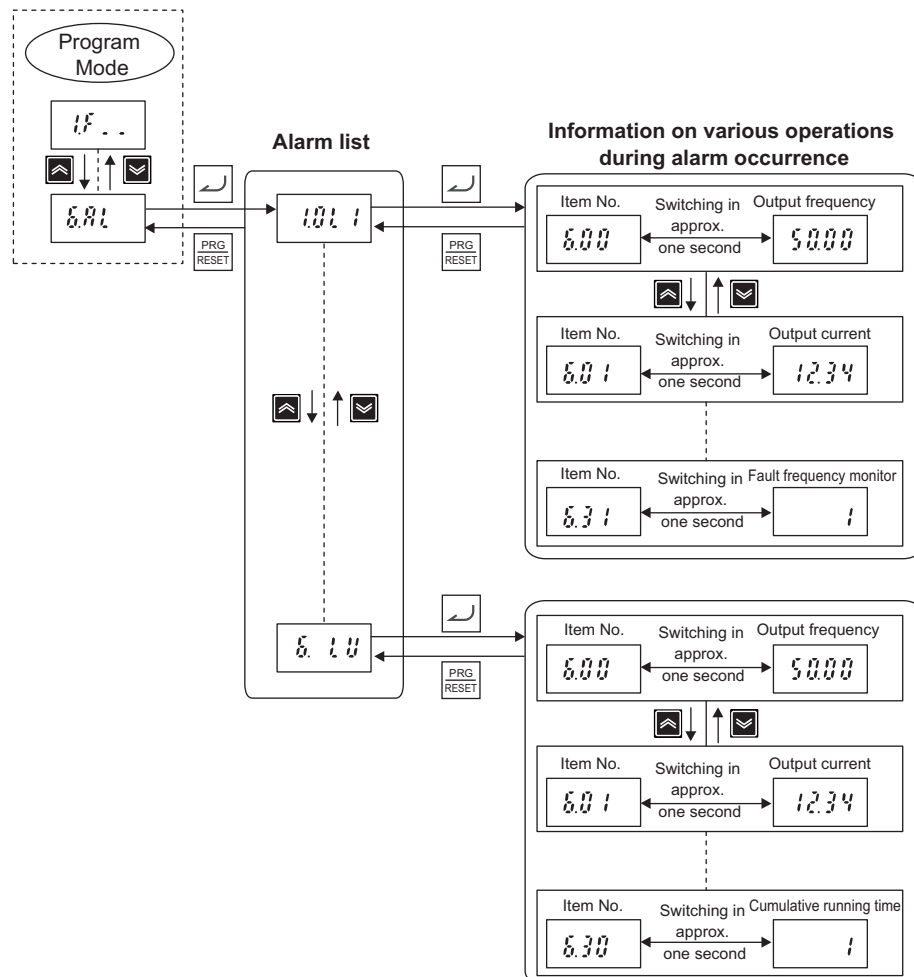 Program
Mode
1.F _ _
6.AL
PRG
RESET
Alarm list
1.OL1
6. LU
PRG
RESET
PRG
RESET
Information on various operations
during alarm occurrence
Item No.
6.00
Switching in
approx.
one second
Output frequency
50.00
Item No.
6.01
Switching in
approx.
one second
Output current
12.34
Item No.
6.31
Switching in
approx.
one second
Fault frequency monitor
1
Item No.
6.00
Switching in
approx.
one second
Output frequency
50.00
Item No.
6.01
Switching in
approx.
one second
Output current
12.34
Item No.
6.30
Switching in
approx.
one second
Cumulative running time
1